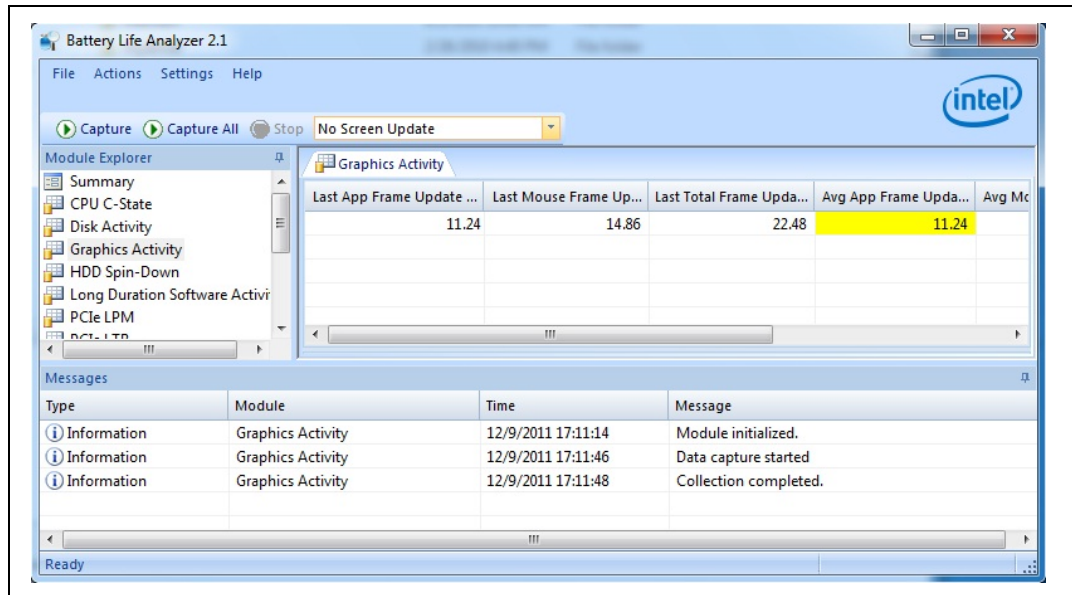 Battery Life Analyzer 2.1
File Actions Settings Help
intel
Capture Capture All Stop No Screen Update
Module Explorer
Summary
CPU C-State
Disk Activity
Graphics Activity
HDD Spin-Down
Long Duration Software Activi
PCIe LPM
PCIe LTR
Graphics Activity
Last App Frame Update ... Last Mouse Frame Up... Last Total Frame Upda... Avg App Frame Upda... Avg Mo
11.24 14.86 22.48 11.24
Messages
Type Module Time Message
Information Graphics Activity 12/9/2011 17:11:14 Module initialized.
Information Graphics Activity 12/9/2011 17:11:46 Data capture started
Information Graphics Activity 12/9/2011 17:11:48 Collection completed.
Ready